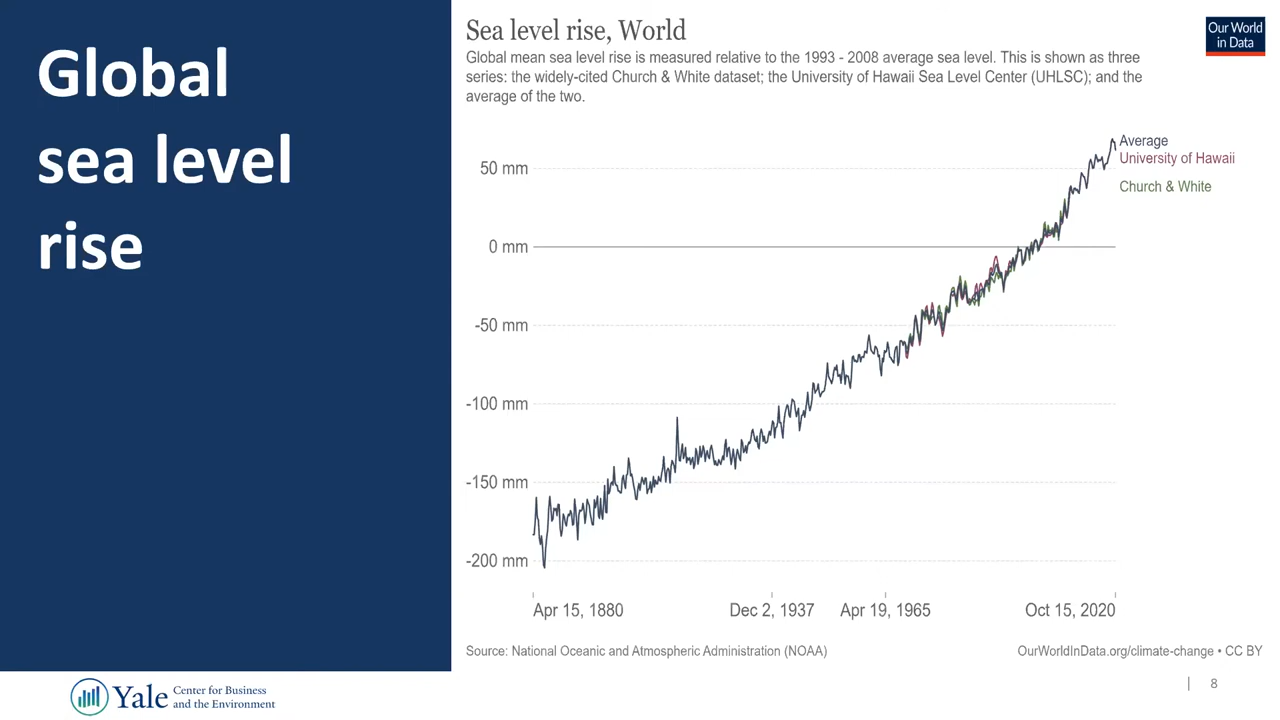 Global
sea level
rise
Sea level rise, World
Global mean sea level rise is measured relative to the 1993 - 2008 average sea level. This is shown as three
series: the widely-cited Church & White dataset; the University of Hawaii Sea Level Center (UHLSC); and the
average of the two.
Our World
in Data
50 mm
0 mm
-50 mm
-100 mm
-150 mm
-200 mm
Average
University of Hawaii
Church & White
Apr 15, 1880
Dec 2, 1937
Apr 19, 1965
Oct 15, 2020
Source: National Oceanic and Atmospheric Administration (NOAA)
OurWorldInData.org/climate-change • CC BY
Yale
Center for Business
and the Environment
| 8